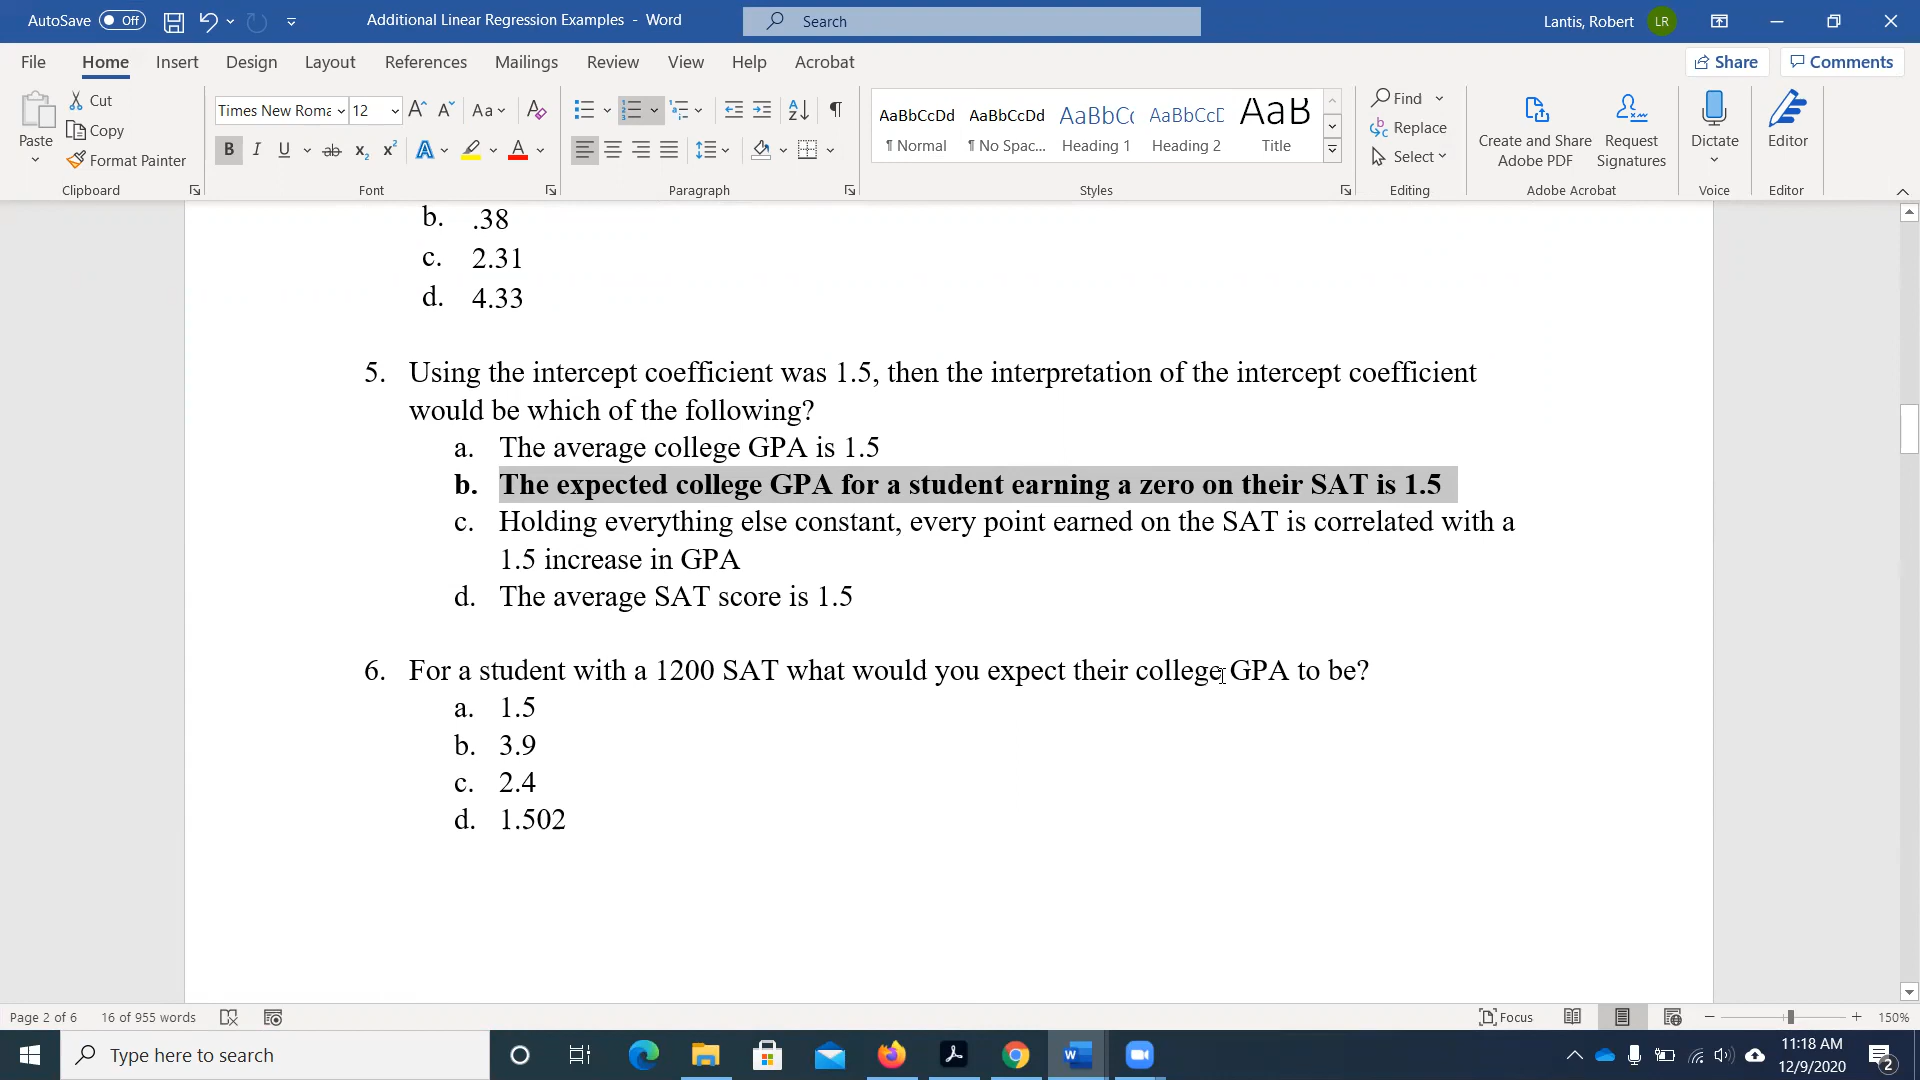 AutoSave Off Additional Linear Regression Examples - Word Search Lantis, Robert LR
File Home Insert Design Layout References Mailings Review View Help Acrobat Share Comments
Paste Cut Copy Format Painter
Clipboard
Times New Roma 12 A A Aa A
B I U ab x2 x2 A A
Font
Paragraph
AaBbCcDd ¶ Normal
AaBbCcDd ¶ No Spac...
AaBbCc Heading 1
AaBbCcD Heading 2
AaB Title
Styles
Find
Replace
Select
Editing
Create and Share Adobe PDF
Request Signatures
Adobe Acrobat
Dictate
Voice
Editor
Editor
b. .38
c. 2.31
d. 4.33
5. Using the intercept coefficient was 1.5, then the interpretation of the intercept coefficient
would be which of the following?
a. The average college GPA is 1.5
b. The expected college GPA for a student earning a zero on their SAT is 1.5
c. Holding everything else constant, every point earned on the SAT is correlated with a
1.5 increase in GPA
d. The average SAT score is 1.5
6. For a student with a 1200 SAT what would you expect their college GPA to be?
a. 1.5
b. 3.9
c. 2.4
d. 1.502
Page 2 of 6 16 of 955 words Focus 150%
Type here to search
11:18 AM
12/9/2020
2